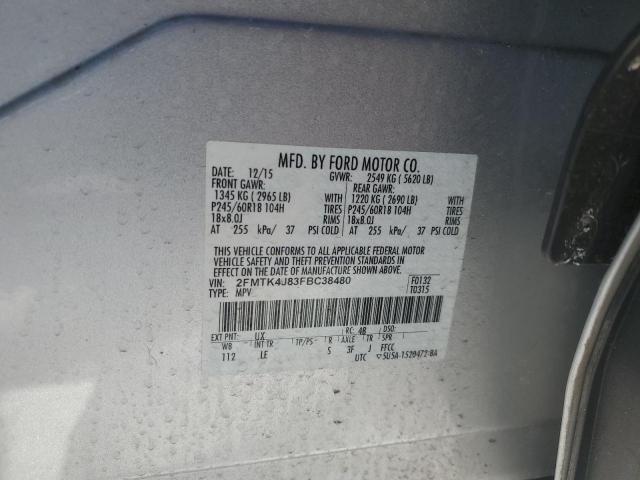 MFD. BY FORD MOTOR CO.
DATE: 12/15 GVWR: 2549 KG ( 5620 LB)
FRONT GAWR: REAR GAWR:
1345 KG ( 2965 LB) WITH 1220 KG ( 2690 LB) WITH
P245/60R18 104H TIRES P245/60R18 104H TIRES
18x8.0J RIMS 18x8.0J RIMS
AT 255 kPa/ 37 PSI COLD AT 255 kPa/ 37 PSI COLD
THIS VEHICLE CONFORMS TO ALL APPLICABLE FEDERAL MOTOR
VEHICLE SAFETY AND THEFT PREVENTION STANDARDS IN
EFFECT ON THE DATE OF MANUFACTURE SHOWN ABOVE.
VIN: 2FMTK4J83FBC38480 F0132
TYPE: MPV T0315
EXT PNT: UX RC: 48 DSO:
WB INT TR TP/PS R AXLE TR SPR
112 LE S 3F J FFCC
UTC 5U5A-1520472-BA